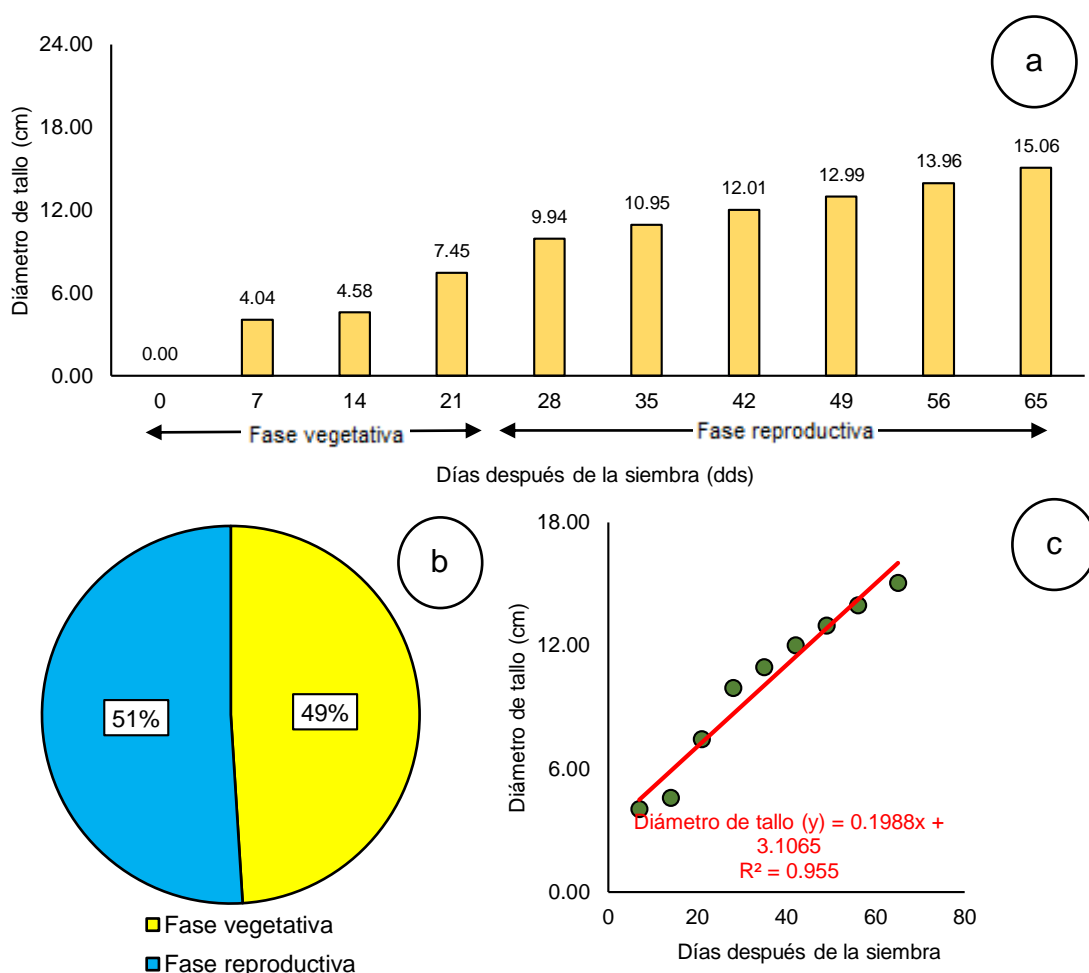 a
24.00
18.00
12.00
6.00
0.00
Diámetro de tallo (cm)
0.00
4.04
4.58
7.45
9.94
10.95
12.01
12.99
13.96
15.06
0 7 14 21 28 35 42 49 56 65
Fase vegetativa Fase reproductiva
Días después de la siembra (dds)
b
51%
49%
Fase vegetativa
Fase reproductiva
c
18.00
12.00
6.00
0.00
Diámetro de tallo (cm)
Diámetro de tallo (y) = 0.1988x +
3.1065
R² = 0.955
0 20 40 60 80
Días después de la siembra